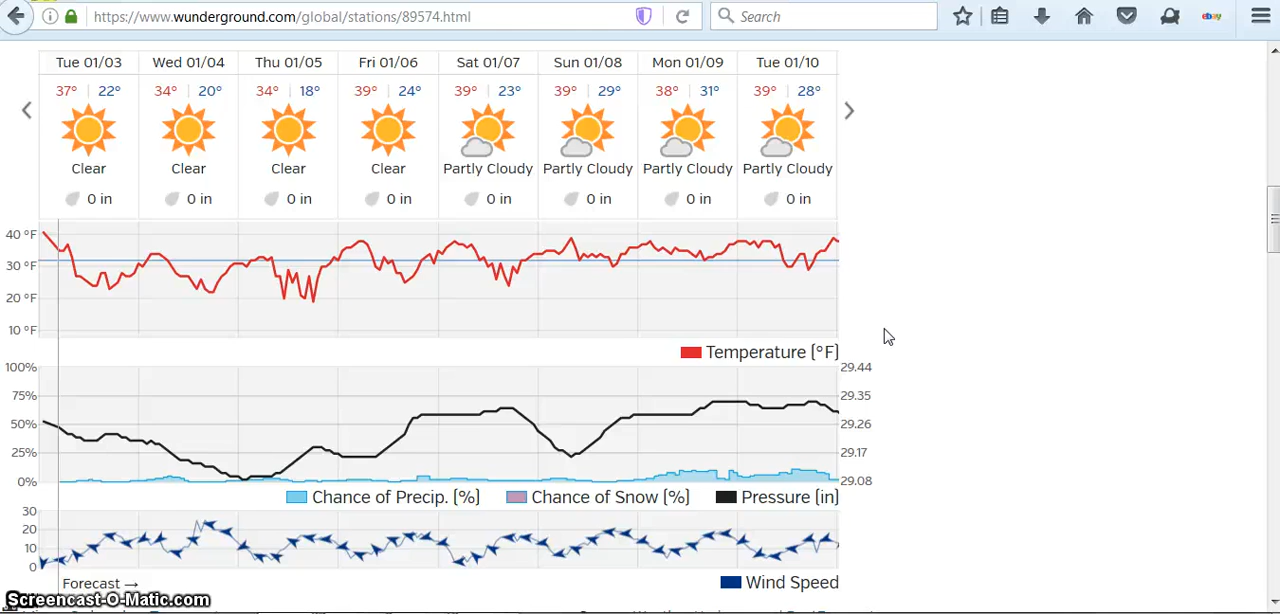 https://www.wunderground.com/global/stations/89574.html
Search
ebay
Tue 01/03 Wed 01/04 Thu 01/05 Fri 01/06 Sat 01/07 Sun 01/08 Mon 01/09 Tue 01/10
37° | 22° 34° | 20° 34° | 18° 39° | 24° 39° | 23° 39° | 29° 38° | 31° 39° | 28°
Clear Clear Clear Clear Partly Cloudy Partly Cloudy Partly Cloudy Partly Cloudy
0 in 0 in 0 in 0 in 0 in 0 in 0 in 0 in
40 °F
30 °F
20 °F
10 °F
Temperature [°F]
100% 29.44
75% 29.35
50% 29.26
25% 29.17
0% 29.08
Chance of Precip. [%] Chance of Snow [%] Pressure [in]
30
20
10
0
Forecast → Wind Speed
Screencast-O-Matic.com